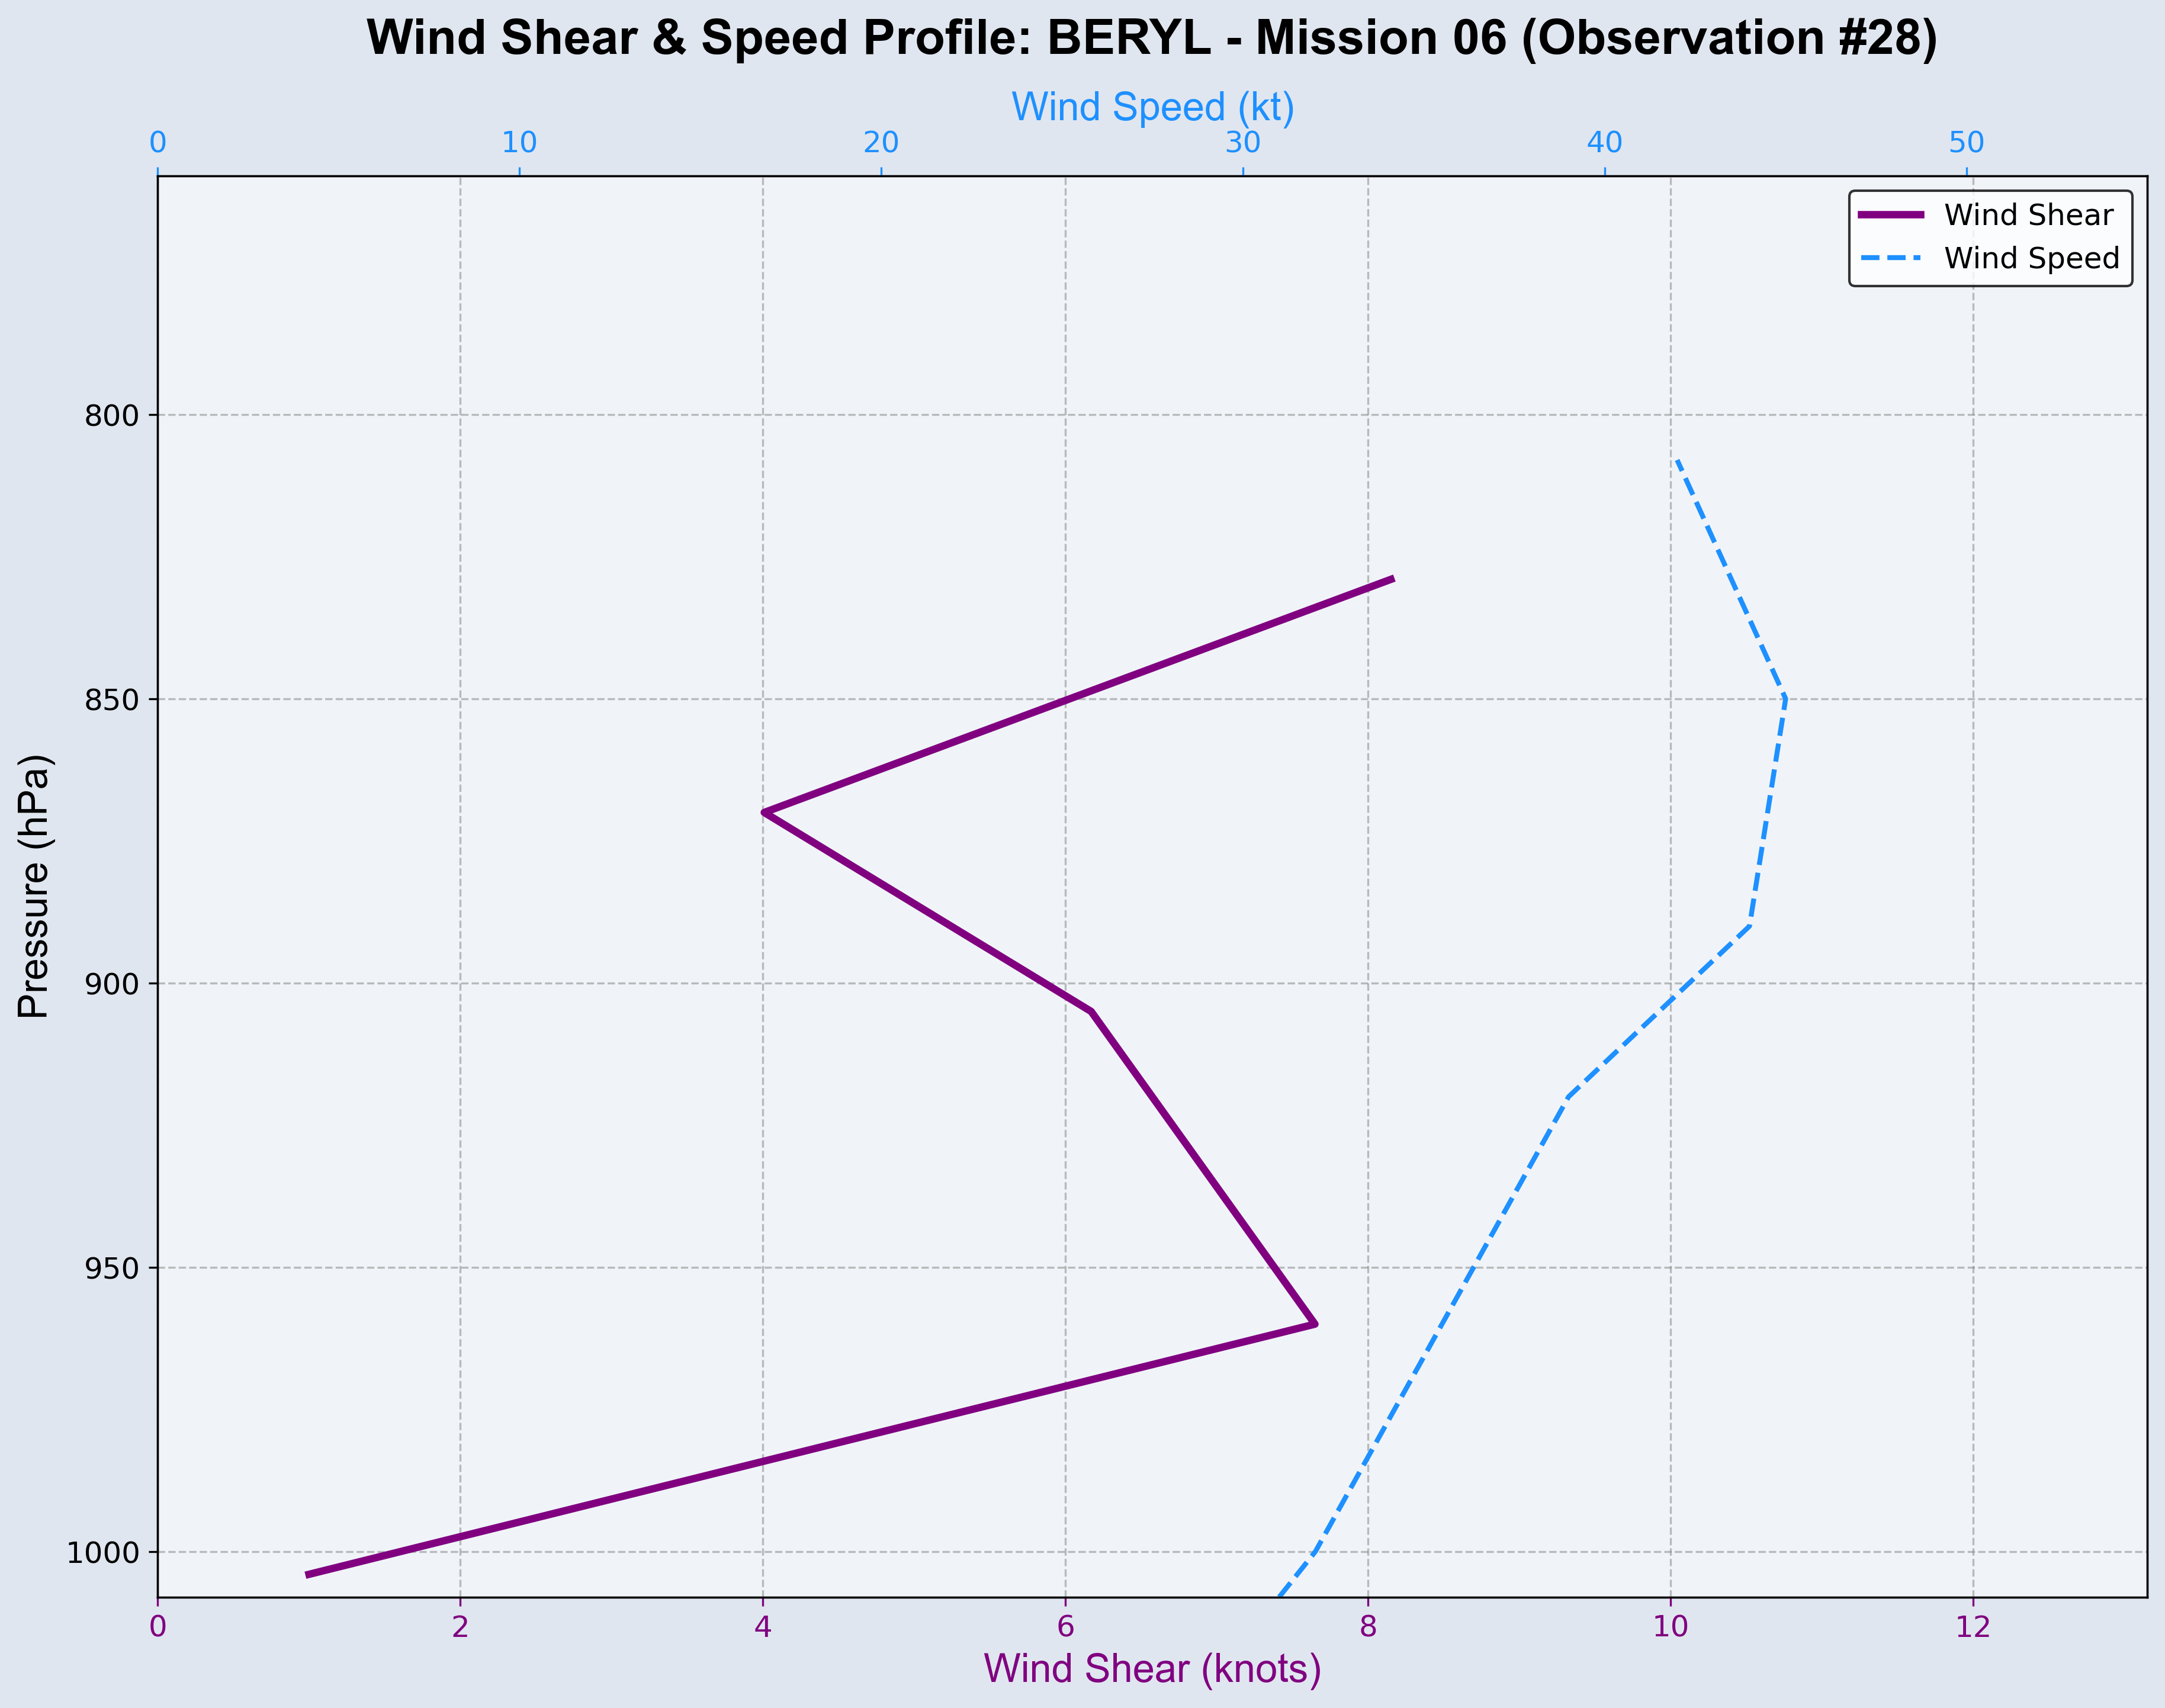 Wind Shear & Speed Profile: BERYL - Mission 06 (Observation #28)
Wind Speed (kt)
0 10 20 30 40 50
Wind Shear
Wind Speed
800
850
900
950
1000
Pressure (hPa)
0 2 4 6 8 10 12
Wind Shear (knots)